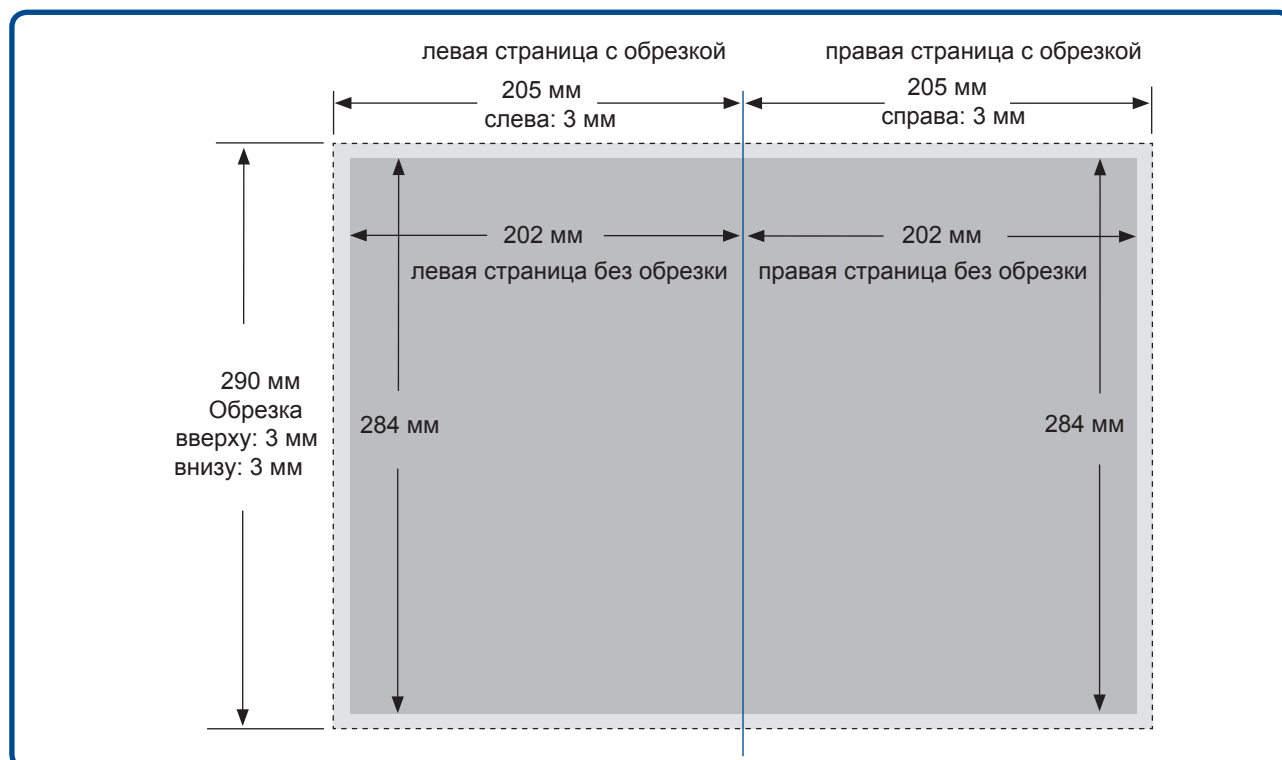 левая страница с обрезкой
правая страница с обрезкой
205 мм
слева: 3 мм
205 мм
справа: 3 мм
202 мм
202 мм
левая страница без обрезки
правая страница без обрезки
290 мм
Обрезка
вверху: 3 мм
внизу: 3 мм
284 мм
284 мм